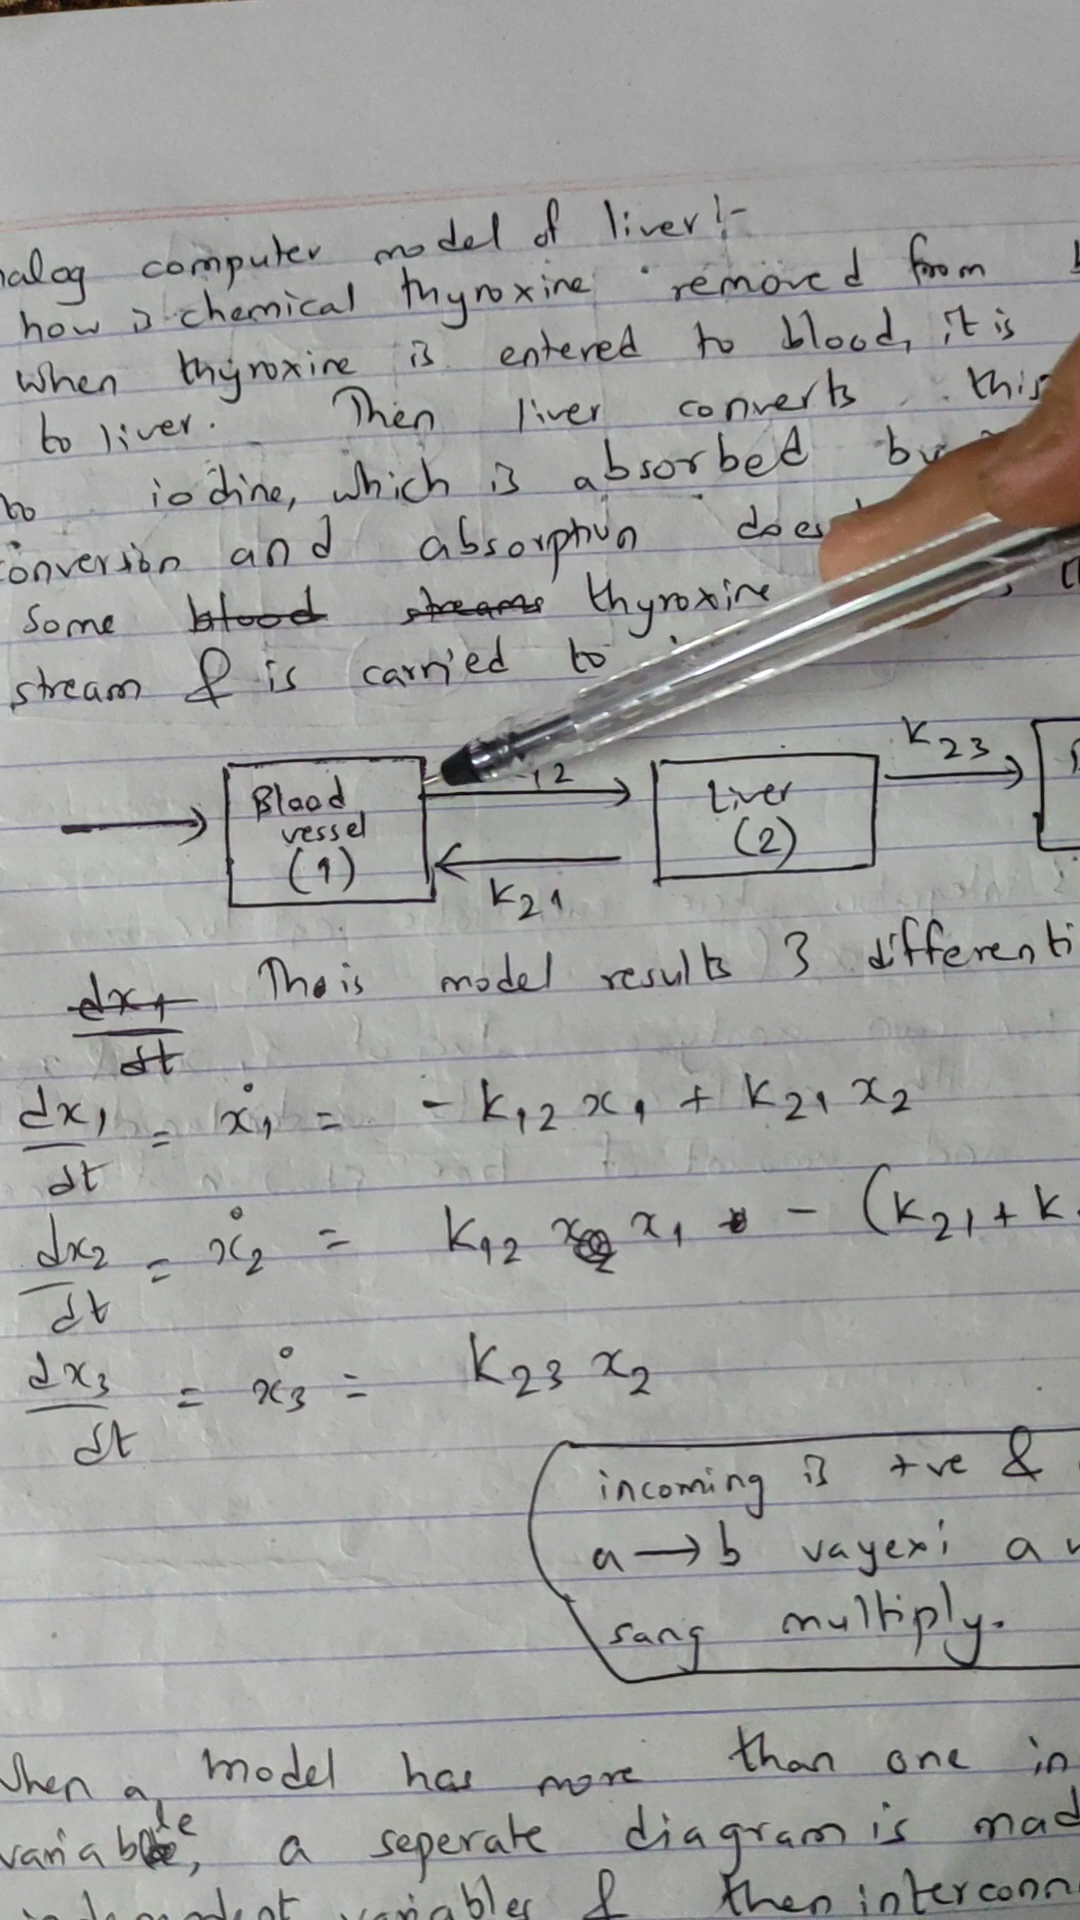 nalog computer model of liver!-
how is chemical thyroxine removed from
when thyroxine is entered to blood, it is
to liver. Then liver converts this
to iodine, which is absorbed
conversion and absorption does
some blood streams thyroxine
stream & is carried to
K23
12
Blood vessel (1)
Liver (2)
K21
dx1/dt This model results 3 differenti
dx1/dt = ẋ1 = - K12 x1 + K21 x2
dx2/dt = ẋ2 = K12 x1 - (K21 + K
dx3/dt = ẋ3 = K23 x2
incoming is +ve &
a → b vayexi a
sang multiply.
When a model has more than one in
variable, a seperate diagram is mad
variables & then interconn